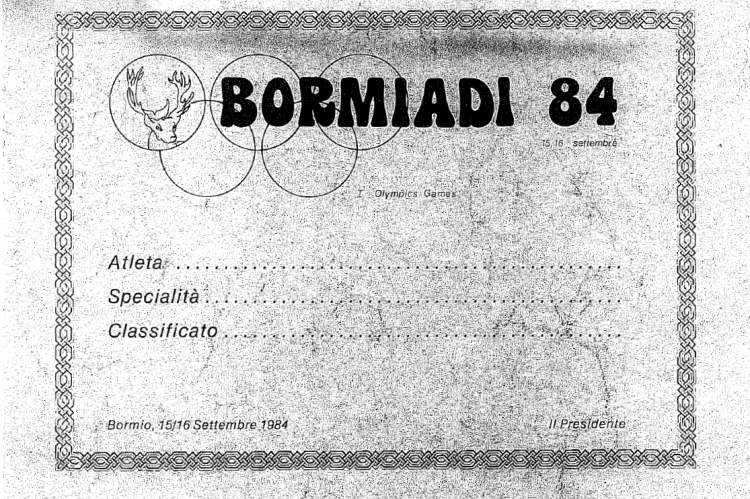 BORMIADI 84
15 16 settembre
I Olympics Games
Atleta ........................................
Specialità ........................................
Classificato ........................................
Bormio, 15/16 Settembre 1984
Il Presidente